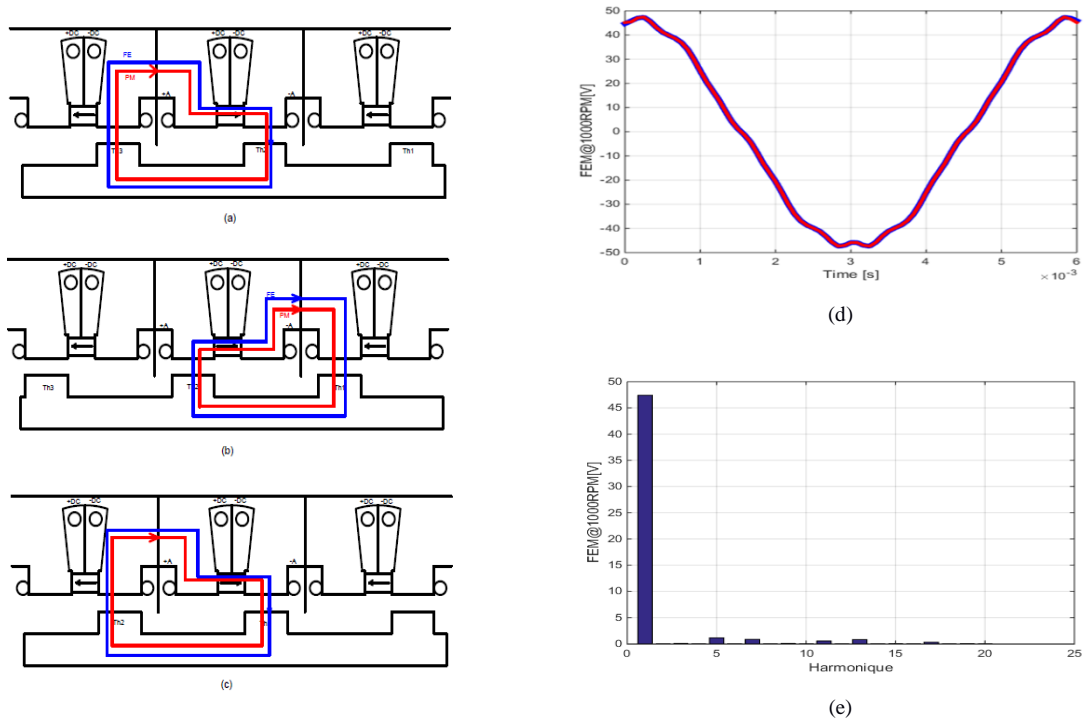 +DC -DC
+DC -DC
+DC -DC
FE
PM
+A
-A
Th3
Th2
Th1
(a)
+DC -DC
+DC -DC
+DC -DC
FE
PM
+A
-A
Th3
Th2
Th1
(b)
+DC -DC
+DC -DC
+DC -DC
+A
-A
Th2
(c)
FEM@1000RPM[V]
50
40
30
20
10
0
-10
-20
-30
-40
-50
0
1
2
3
4
5
6
Time [s]
×10-3
(d)
FEM@1000RPM[V]
50
45
40
35
30
25
20
15
10
5
0
0
5
10
15
20
25
Harmonique
(e)